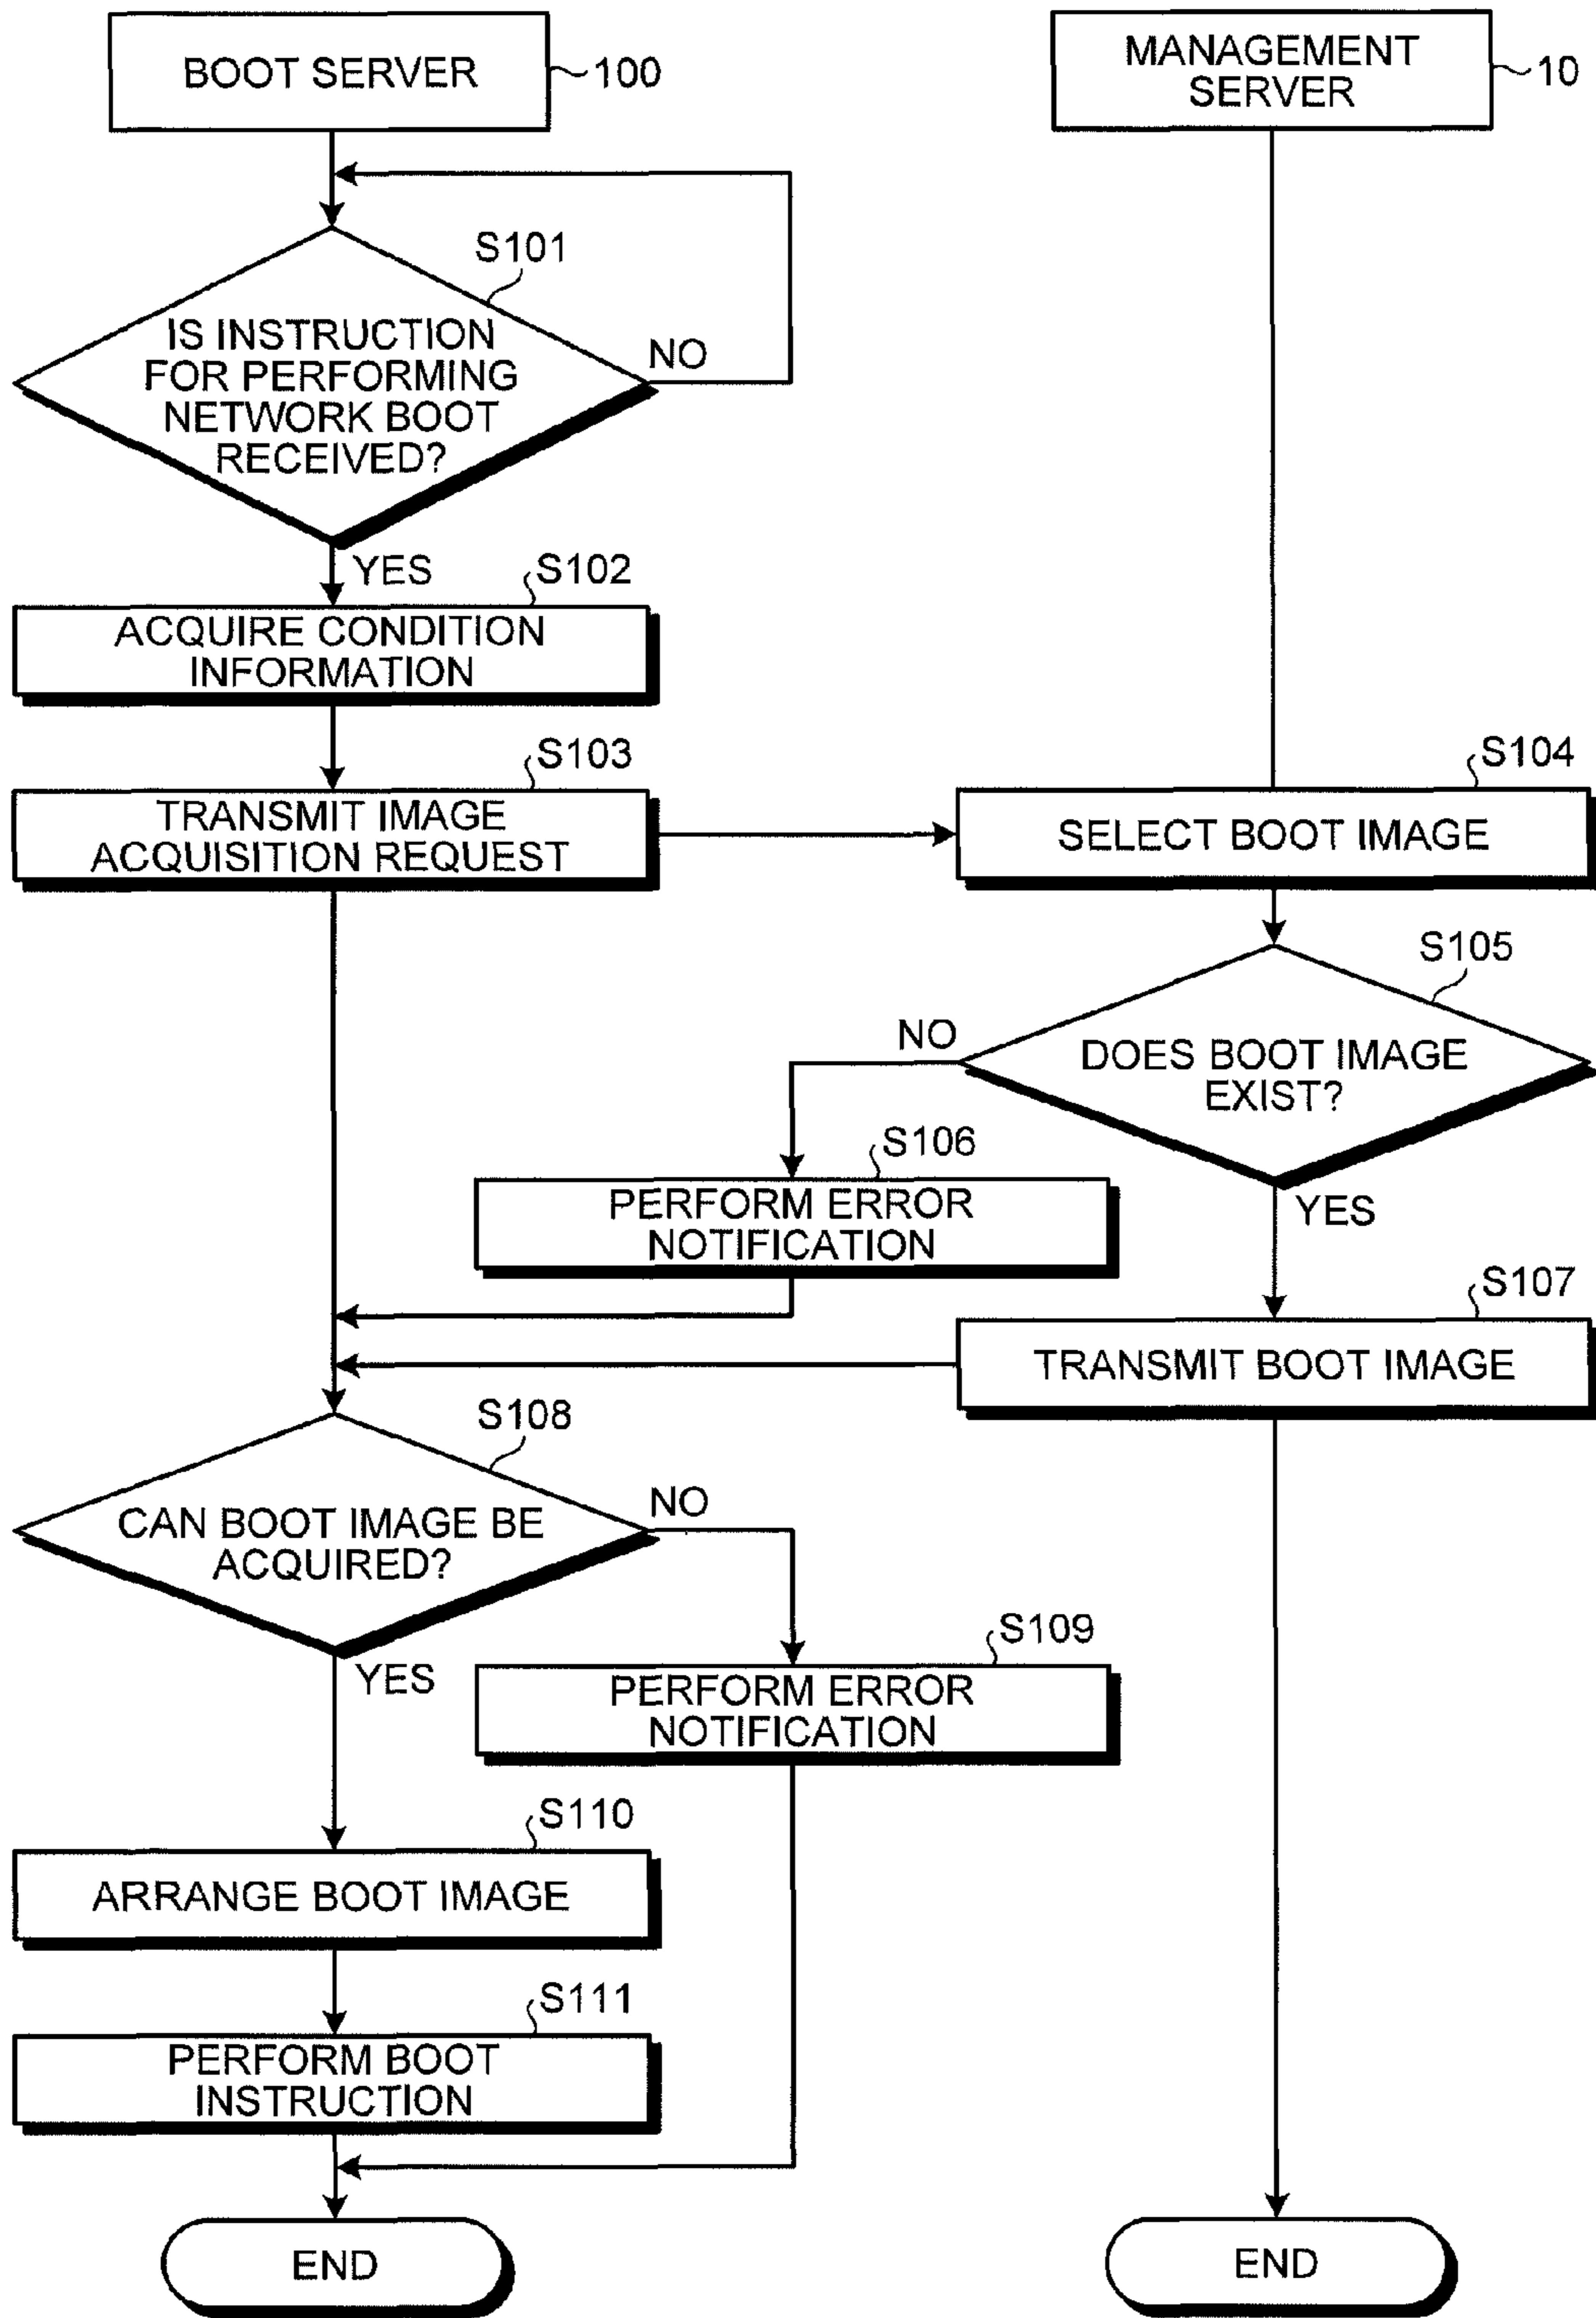 BOOT SERVER
100
MANAGEMENT
SERVER
10
S101
IS INSTRUCTION
FOR PERFORMING
NETWORK BOOT
RECEIVED?
NO
YES
S102
ACQUIRE CONDITION
INFORMATION
S103
TRANSMIT IMAGE
ACQUISITION REQUEST
S104
SELECT BOOT IMAGE
S105
DOES BOOT IMAGE
EXIST?
NO
YES
S106
PERFORM ERROR
NOTIFICATION
S107
TRANSMIT BOOT IMAGE
S108
CAN BOOT IMAGE BE
ACQUIRED?
NO
YES
S109
PERFORM ERROR
NOTIFICATION
S110
ARRANGE BOOT IMAGE
S111
PERFORM BOOT
INSTRUCTION
END
END